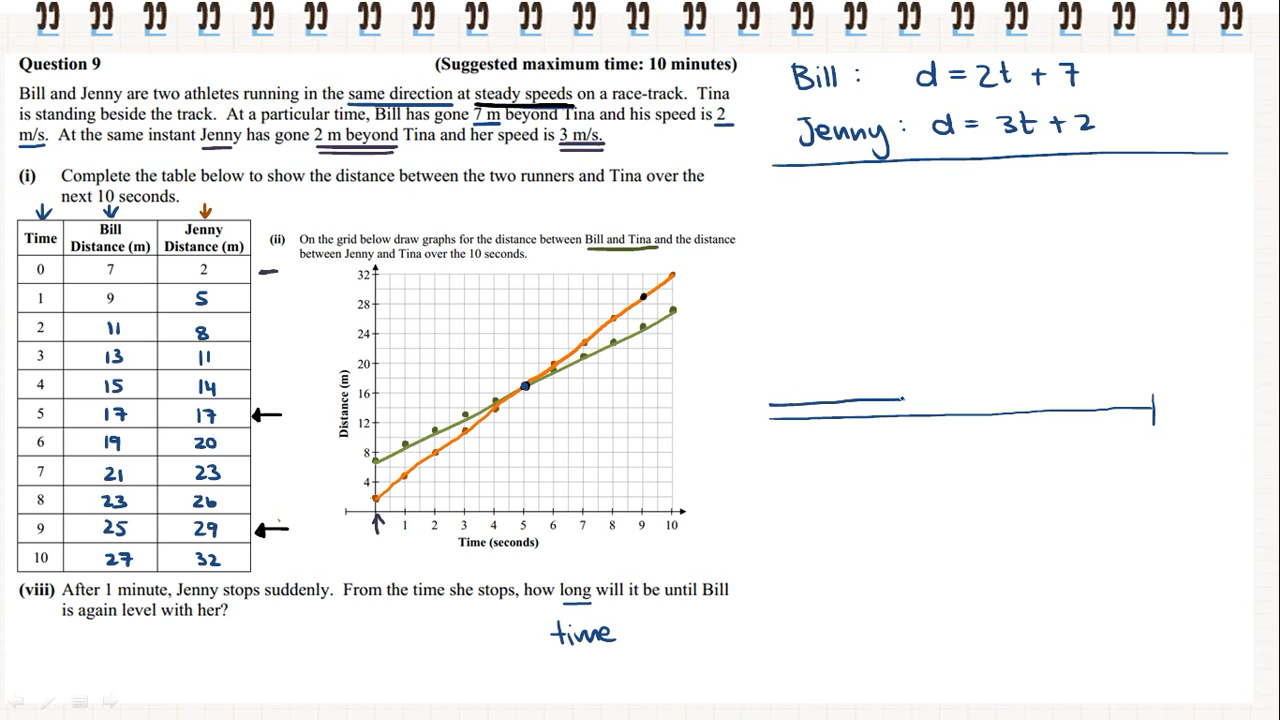 Question 9 (Suggested maximum time: 10 minutes)
Bill and Jenny are two athletes running in the same direction at steady speeds on a race-track. Tina
is standing beside the track. At a particular time, Bill has gone 7 m beyond Tina and his speed is 2
m/s. At the same instant Jenny has gone 2 m beyond Tina and her speed is 3 m/s.
Bill : d = 2t + 7
Jenny : d = 3t + 2
(i) Complete the table below to show the distance between the two runners and Tina over the
next 10 seconds.
Time Bill Distance (m) Jenny Distance (m)
0 7 2
1 9 5
2 11 8
3 13 11
4 15 14
5 17 17
6 19 20
7 21 23
8 23 26
9 25 29
10 27 32
(ii) On the grid below draw graphs for the distance between Bill and Tina and the distance
between Jenny and Tina over the 10 seconds.
Distance (m)
32
28
24
20
16
12
8
4
1 2 3 4 5 6 7 8 9 10
Time (seconds)
(viii) After 1 minute, Jenny stops suddenly. From the time she stops, how long will it be until Bill
is again level with her?
time